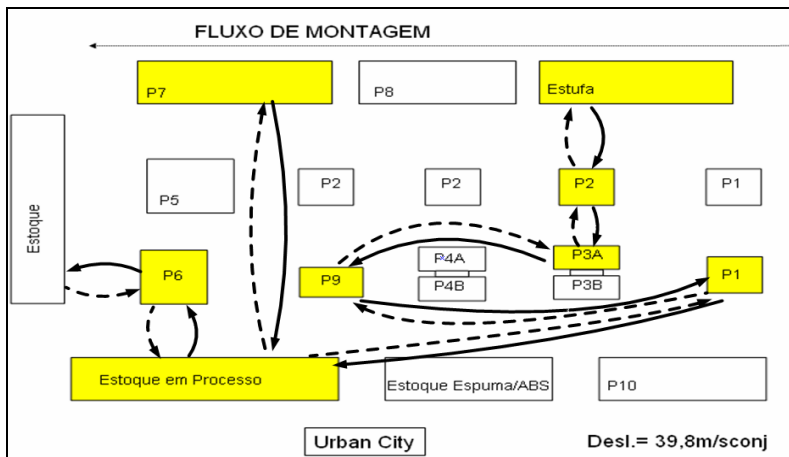 FLUXO DE MONTAGEM
P7
P8
Estufa
Estoque
P5
P2
P2
P2
P1
P6
P9
P4A
P4B
P3A
P3B
P1
Estoque em Processo
Estoque Espuma/ABS
P10
Urban City
Desl.= 39,8m/sconj